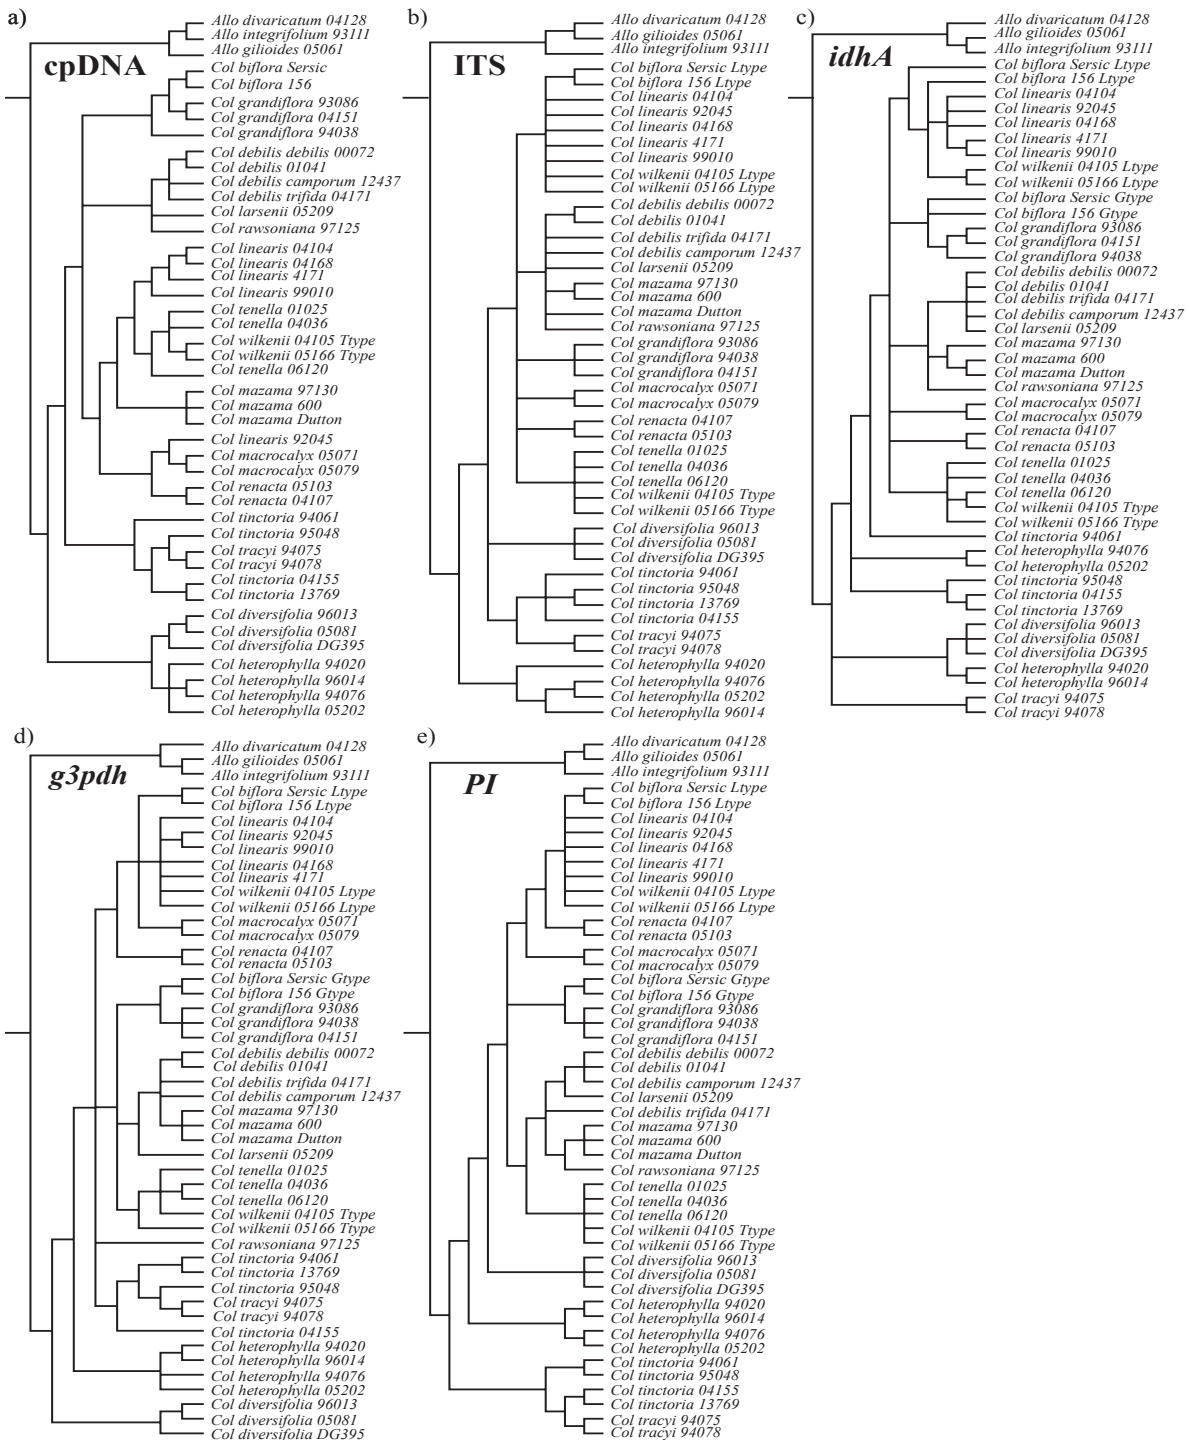 a)
cpDNA
Allo divaricatum 04128
Allo integrifolium 93111
Allo gilioides 05061
Col biflora Sersic
Col biflora 156
Col grandiflora 93086
Col grandiflora 04151
Col grandiflora 94038
Col debilis debilis 00072
Col debilis 01041
Col debilis camporum 12437
Col debilis trifida 04171
Col larsenii 05209
Col rawsoniana 97125
Col linearis 04104
Col linearis 04168
Col linearis 4171
Col linearis 99010
Col tenella 01025
Col tenella 04036
Col wilkenii 04105 Ttype
Col wilkenii 05166 Ttype
Col tenella 06120
Col mazama 97130
Col mazama 600
Col mazama Dutton
Col linearis 92045
Col macrocalyx 05071
Col macrocalyx 05079
Col renacta 05103
Col renacta 04107
Col tinctoria 94061
Col tinctoria 95048
Col tracyi 94075
Col tracyi 94078
Col tinctoria 04155
Col tinctoria 13769
Col diversifolia 96013
Col diversifolia 05081
Col diversifolia DG395
Col heterophylla 94020
Col heterophylla 96014
Col heterophylla 94076
Col heterophylla 05202
b)
ITS
Allo divaricatum 04128
Allo gilioides 05061
Allo integrifolium 93111
Col biflora Sersic Ltype
Col biflora 156 Ltype
Col linearis 04104
Col linearis 92045
Col linearis 04168
Col linearis 4171
Col linearis 99010
Col wilkenii 04105 Ltype
Col wilkenii 05166 Ltype
Col debilis debilis 00072
Col debilis 01041
Col debilis trifida 04171
Col debilis camporum 12437
Col larsenii 05209
Col mazama 97130
Col mazama 600
Col mazama Dutton
Col rawsoniana 97125
Col grandiflora 93086
Col grandiflora 94038
Col grandiflora 04151
Col macrocalyx 05071
Col macrocalyx 05079
Col renacta 04107
Col renacta 05103
Col tenella 01025
Col tenella 04036
Col tenella 06120
Col wilkenii 04105 Ttype
Col wilkenii 05166 Ttype
Col diversifolia 96013
Col diversifolia 05081
Col diversifolia DG395
Col tinctoria 94061
Col tinctoria 95048
Col tinctoria 13769
Col tinctoria 04155
Col tracyi 94075
Col tracyi 94078
Col heterophylla 94020
Col heterophylla 94076
Col heterophylla 05202
Col heterophylla 96014
c)
idhA
Allo divaricatum 04128
Allo gilioides 05061
Allo integrifolium 93111
Col biflora Sersic Ltype
Col biflora 156 Ltype
Col linearis 04104
Col linearis 92045
Col linearis 04168
Col linearis 4171
Col linearis 99010
Col wilkenii 04105 Ltype
Col wilkenii 05166 Ltype
Col biflora Sersic Gtype
Col biflora 156 Gtype
Col grandiflora 93086
Col grandiflora 04151
Col grandiflora 94038
Col debilis debilis 00072
Col debilis 01041
Col debilis trifida 04171
Col debilis camporum 12437
Col larsenii 05209
Col mazama 97130
Col mazama 600
Col mazama Dutton
Col rawsoniana 97125
Col macrocalyx 05071
Col macrocalyx 05079
Col renacta 04107
Col renacta 05103
Col tenella 01025
Col tenella 04036
Col tenella 06120
Col wilkenii 04105 Ttype
Col wilkenii 05166 Ttype
Col tinctoria 94061
Col heterophylla 94076
Col heterophylla 05202
Col tinctoria 95048
Col tinctoria 04155
Col tinctoria 13769
Col diversifolia 96013
Col diversifolia 05081
Col diversifolia DG395
Col heterophylla 94020
Col heterophylla 96014
Col tracyi 94075
Col tracyi 94078
d)
g3pdh
Allo divaricatum 04128
Allo gilioides 05061
Allo integrifolium 93111
Col biflora Sersic Ltype
Col biflora 156 Ltype
Col linearis 04104
Col linearis 92045
Col linearis 99010
Col linearis 04168
Col linearis 4171
Col wilkenii 04105 Ltype
Col wilkenii 05166 Ltype
Col macrocalyx 05071
Col macrocalyx 05079
Col renacta 04107
Col renacta 05103
Col biflora Sersic Gtype
Col biflora 156 Gtype
Col grandiflora 93086
Col grandiflora 94038
Col grandiflora 04151
Col debilis debilis 00072
Col debilis 01041
Col debilis trifida 04171
Col debilis camporum 12437
Col mazama 97130
Col mazama 600
Col mazama Dutton
Col larsenii 05209
Col tenella 01025
Col tenella 04036
Col tenella 06120
Col wilkenii 04105 Ttype
Col wilkenii 05166 Ttype
Col rawsoniana 97125
Col tinctoria 94061
Col tinctoria 13769
Col tinctoria 95048
Col tracyi 94075
Col tracyi 94078
Col tinctoria 04155
Col heterophylla 94020
Col heterophylla 96014
Col heterophylla 94076
Col heterophylla 05202
Col diversifolia 96013
Col diversifolia 05081
Col diversifolia DG395
e)
PI
Allo divaricatum 04128
Allo gilioides 05061
Allo integrifolium 93111
Col biflora Sersic Ltype
Col biflora 156 Ltype
Col linearis 04104
Col linearis 92045
Col linearis 04168
Col linearis 4171
Col linearis 99010
Col wilkenii 04105 Ltype
Col wilkenii 05166 Ltype
Col renacta 04107
Col renacta 05103
Col macrocalyx 05071
Col macrocalyx 05079
Col biflora Sersic Gtype
Col biflora 156 Gtype
Col grandiflora 93086
Col grandiflora 94038
Col grandiflora 04151
Col debilis debilis 00072
Col debilis 01041
Col debilis camporum 12437
Col larsenii 05209
Col debilis trifida 04171
Col mazama 97130
Col mazama 600
Col mazama Dutton
Col rawsoniana 97125
Col tenella 01025
Col tenella 04036
Col tenella 06120
Col wilkenii 04105 Ttype
Col wilkenii 05166 Ttype
Col diversifolia 96013
Col diversifolia 05081
Col diversifolia DG395
Col heterophylla 94020
Col heterophylla 96014
Col heterophylla 94076
Col heterophylla 05202
Col tinctoria 94061
Col tinctoria 95048
Col tinctoria 04155
Col tinctoria 13769
Col tracyi 94075
Col tracyi 94078